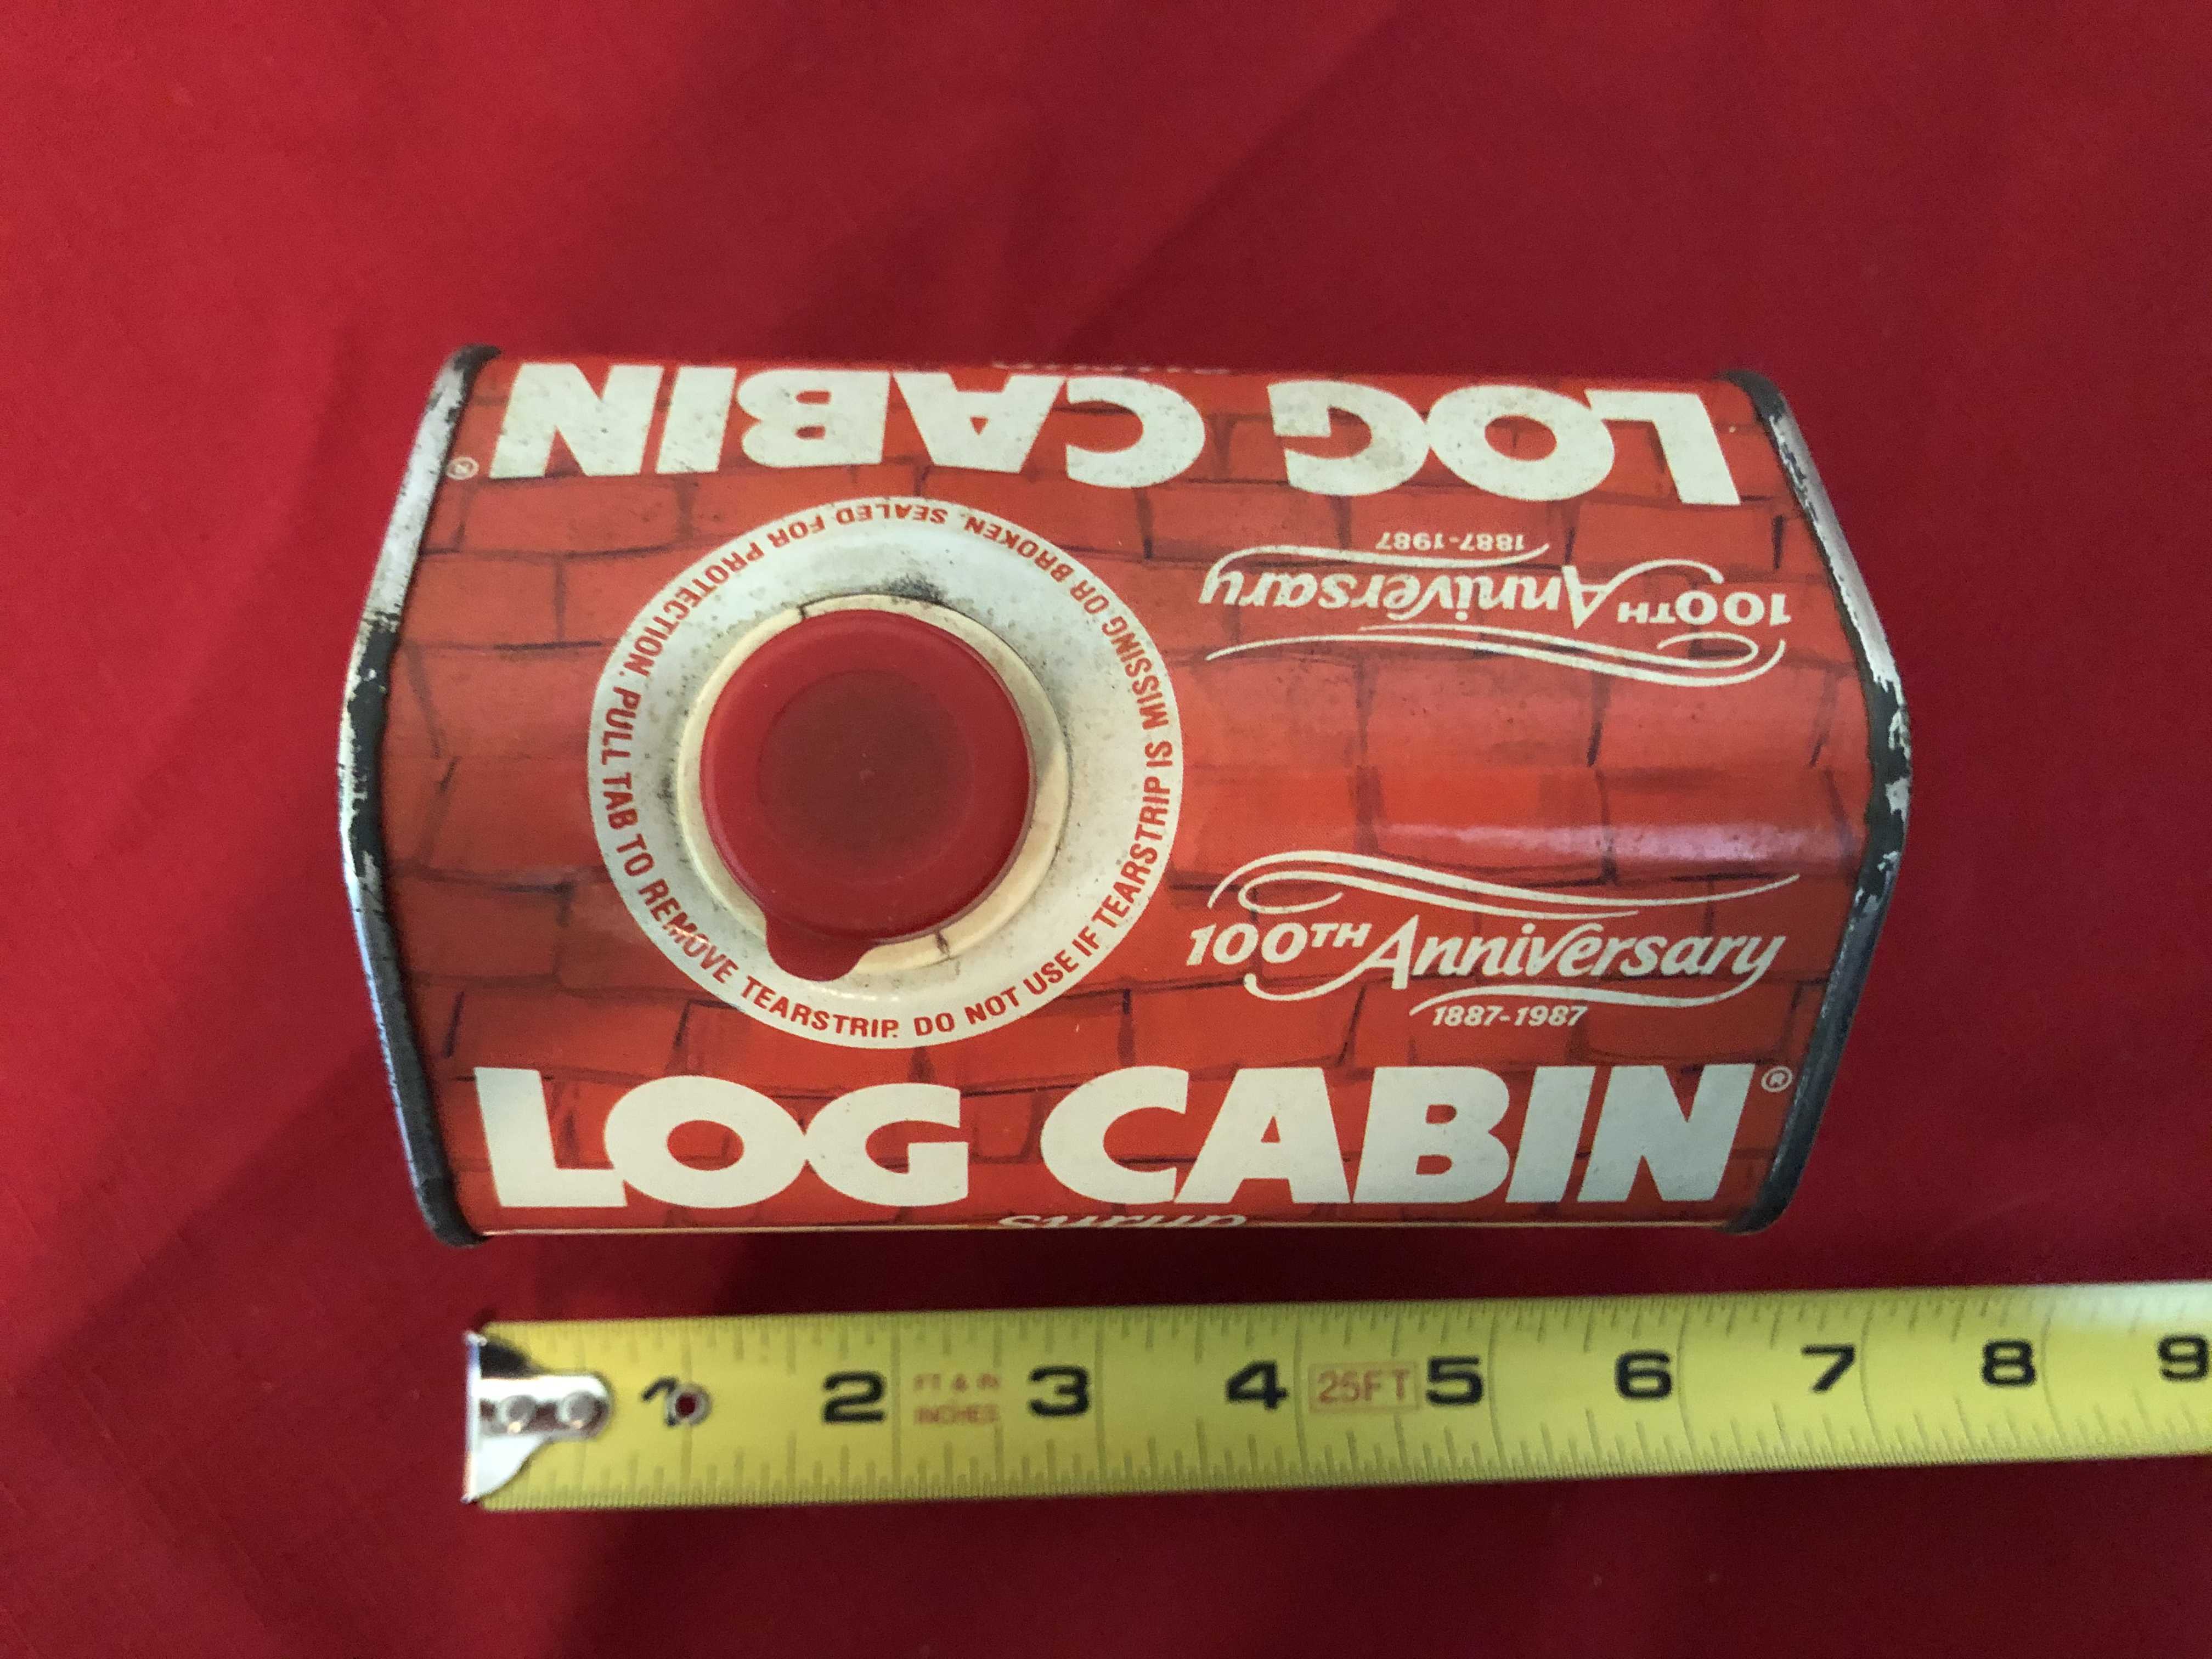 LOG CABIN®
1887-1987
100TH Anniversary
SEALED FOR PROTECTION. PULL TAB TO REMOVE TEARSTRIP. DO NOT USE IF TEARSTRIP IS MISSING OR BROKEN.
100TH Anniversary
1887-1987
LOG CABIN®
1 2 FT & IN 3 4 25FT 5 6 7 8 9
INCHES